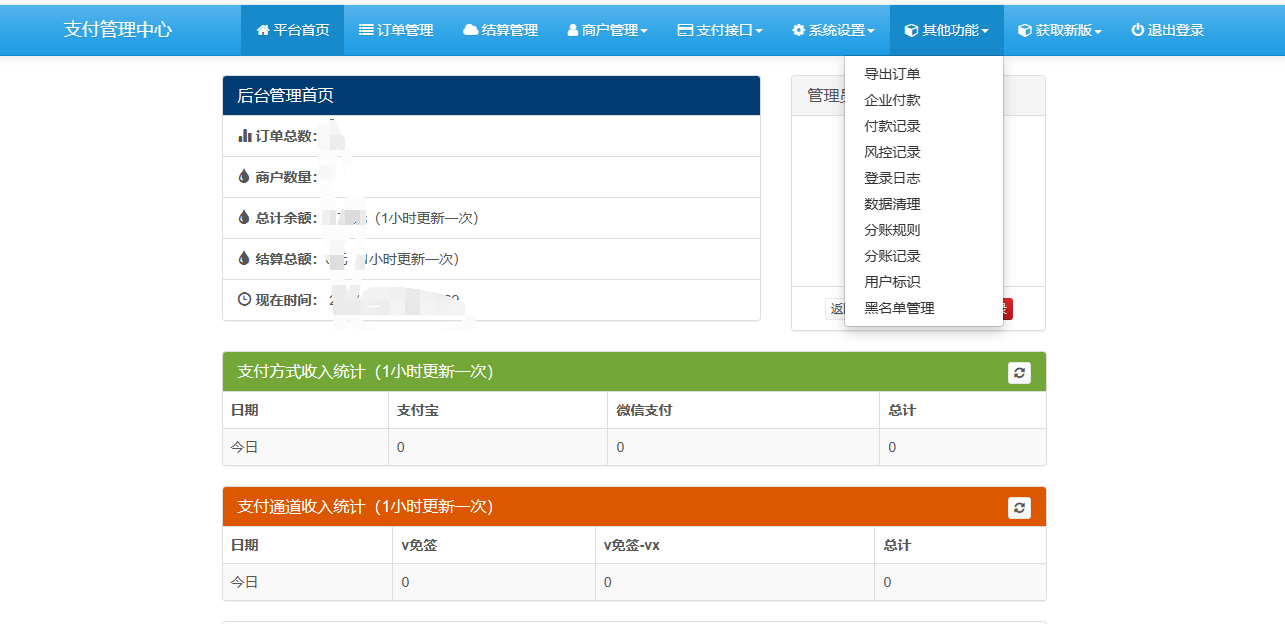 支付管理中心 平台首页 订单管理 结算管理 商户管理 支付接口 系统设置 其他功能 获取新版 退出登录
导出订单
企业付款
付款记录
风控记录
登录日志
数据清理
分账规则
分账记录
用户标识
黑名单管理
后台管理首页
订单总数：
商户数量：
总计余额： （1小时更新一次）
结算总额： 小时更新一次）
现在时间：
管理员
支付方式收入统计（1小时更新一次）
日期 支付宝 微信支付 总计
今日 0 0 0
支付通道收入统计（1小时更新一次）
日期 v免签 v免签-vx 总计
今日 0 0 0